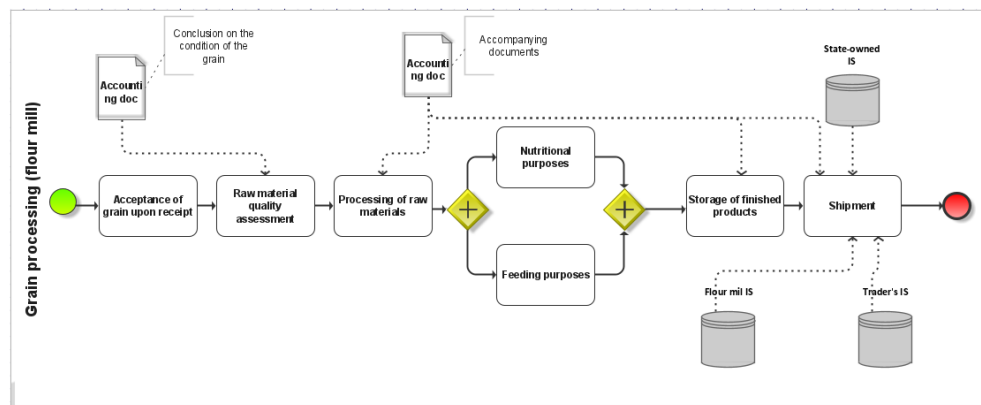 Grain processing (flour mill)
Conclusion on the
condition of the
grain
Accounti
ng doc
Accompanying
documents
Accounti
ng doc
State-owned
IS
Acceptance of
grain upon receipt
Raw material
quality
assessment
Processing of raw
materials
Nutritional
purposes
Feeding purposes
Storage of finished
products
Shipment
Flour mil IS
Trader's IS